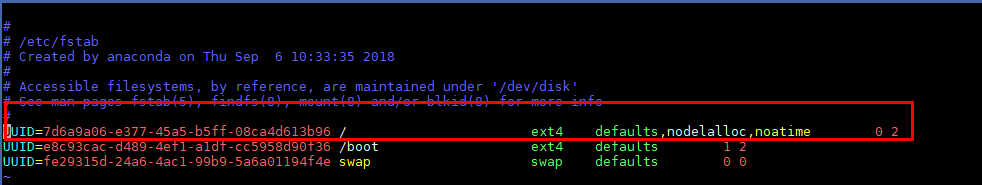 #
# /etc/fstab
# Created by anaconda on Thu Sep  6 10:33:35 2018
#
# Accessible filesystems, by reference, are maintained under '/dev/disk'
# See man pages fstab(5), findfs(8), mount(8) and/or blkid(8) for more info
#
UUID=7d6a9a06-e377-45a5-b5ff-08ca4d613b96 /                       ext4    defaults,nodelalloc,noatime        0 2
UUID=e8c93cac-d489-4ef1-a1df-cc5958d90f36 /boot                   ext4    defaults        1 2
UUID=fe29315d-24a6-4ac1-99b9-5a6a01194f4e swap                    swap    defaults        0 0
~